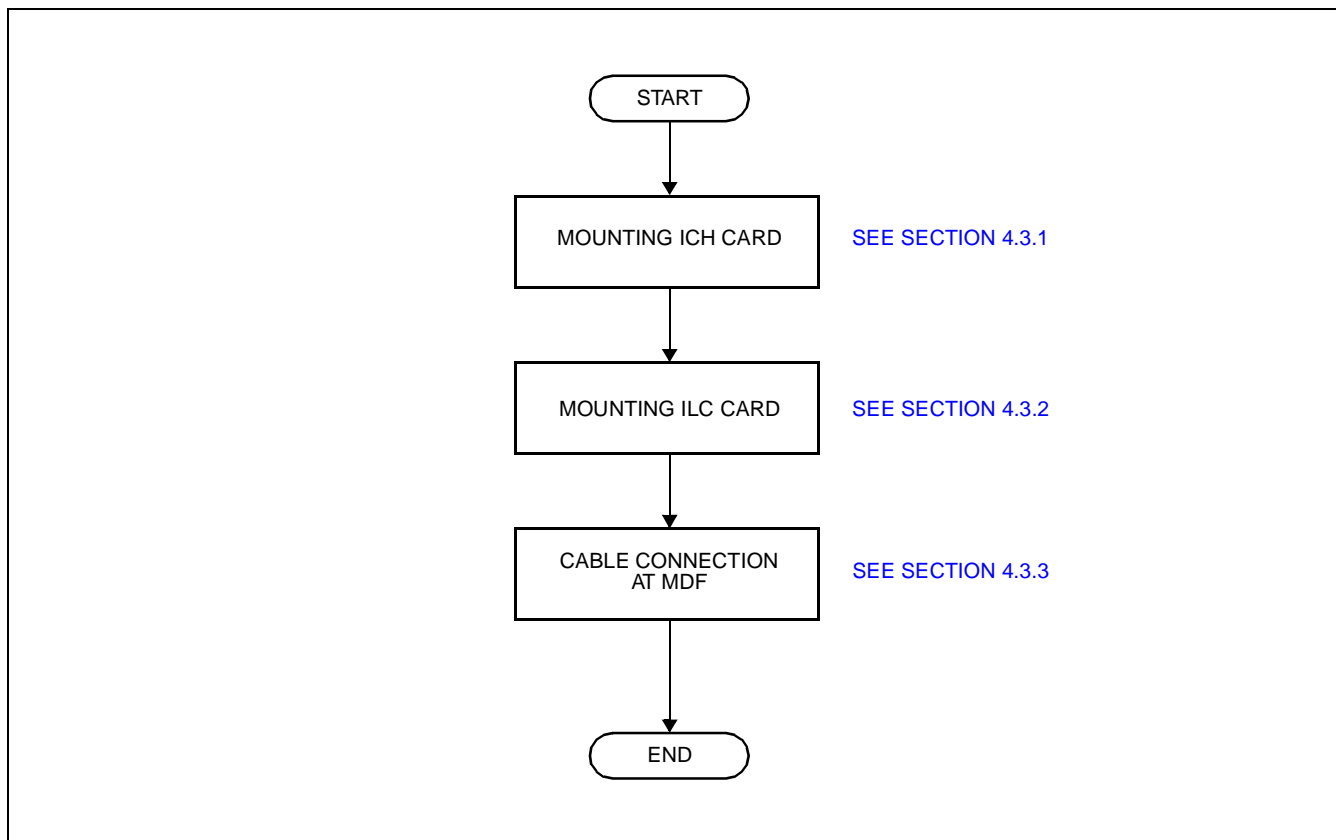 START
MOUNTING ICH CARD
SEE SECTION 4.3.1
MOUNTING ILC CARD
SEE SECTION 4.3.2
CABLE CONNECTION
AT MDF
SEE SECTION 4.3.3
END